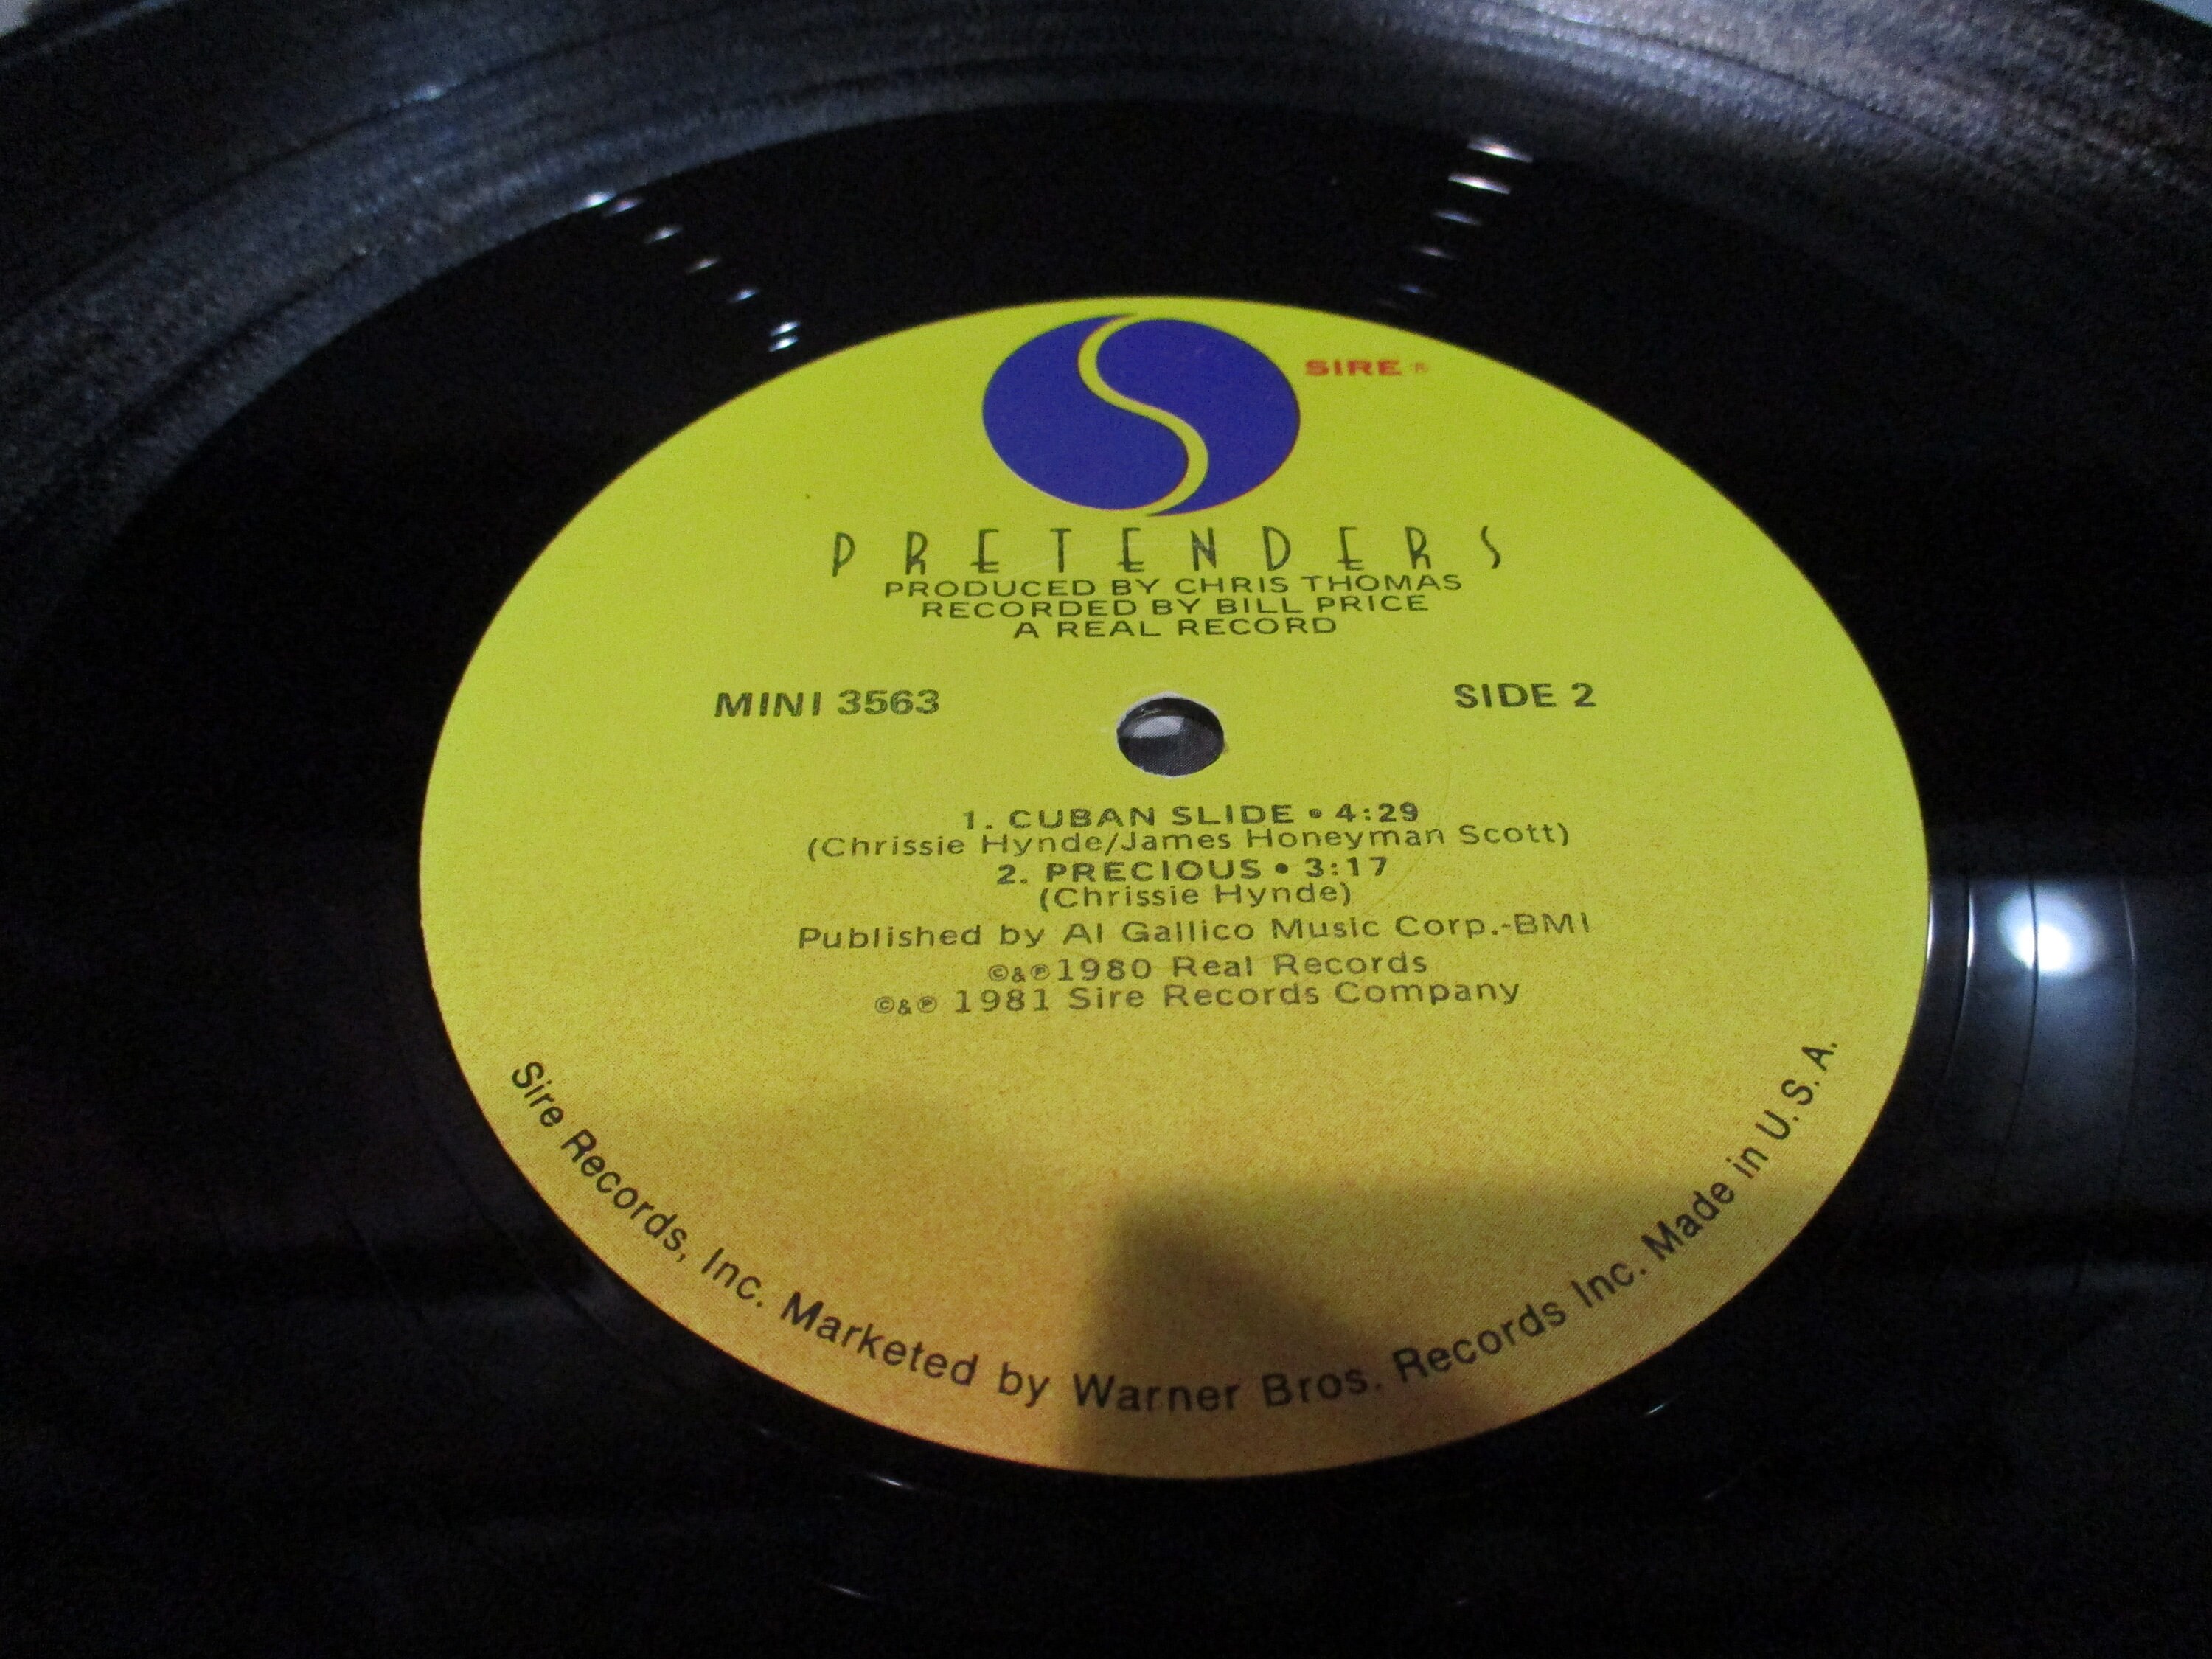 SIRE ®
PRETENDERS
PRODUCED BY CHRIS THOMAS
RECORDED BY BILL PRICE
A REAL RECORD
MINI 3563
SIDE 2
1. CUBAN SLIDE • 4:29
(Chrissie Hynde/James Honeyman Scott)
2. PRECIOUS • 3:17
(Chrissie Hynde)
Published by Al Gallico Music Corp.-BMI
©&℗1980 Real Records
©&℗ 1981 Sire Records Company
Sire Records, Inc. Marketed by Warner Bros. Records Inc. Made in U.S.A.